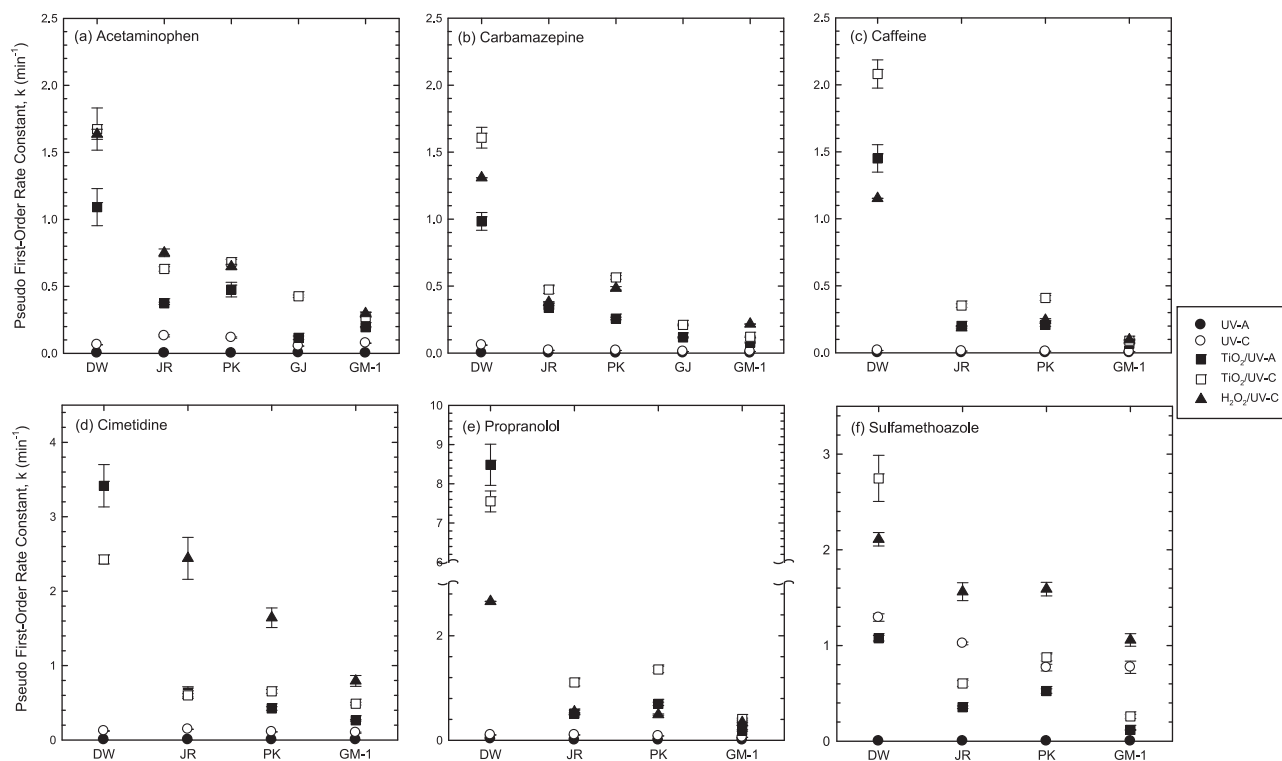 (a) Acetaminophen
(b) Carbamazepine
(c) Caffeine
Pseudo First-Order Rate Constant, k (min⁻¹)
2.5
2.0
1.5
1.0
0.5
0.0
DW JR PK GJ GM-1
2.5
2.0
1.5
1.0
0.5
0.0
DW JR PK GJ GM-1
2.5
2.0
1.5
1.0
0.5
0.0
DW JR PK GM-1
UV-A
UV-C
TiO₂/UV-A
TiO₂/UV-C
H₂O₂/UV-C
(d) Cimetidine
(e) Propranolol
(f) Sulfamethoazole
Pseudo First-Order Rate Constant, k (min⁻¹)
4
3
2
1
0
DW JR PK GM-1
10
9
8
7
6
2
0
DW JR PK GM-1
3
2
1
0
DW JR PK GM-1